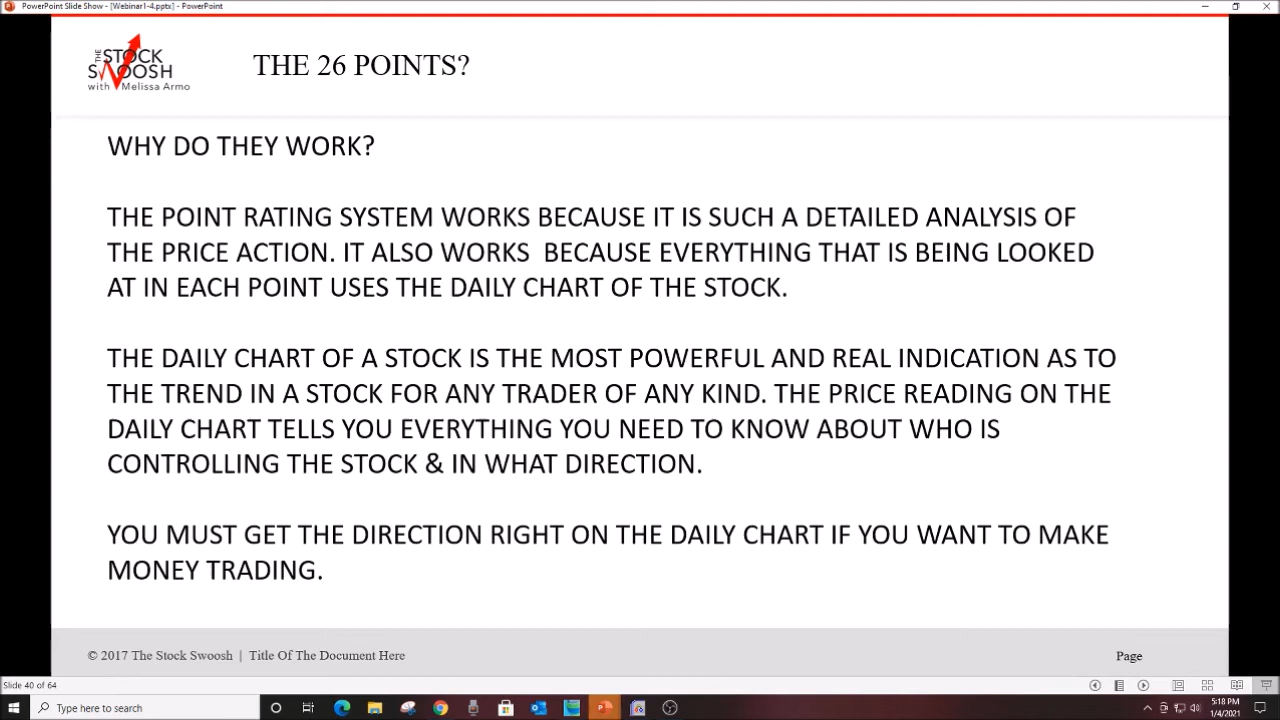 PowerPoint Slide Show - [Webinar1-4.pptx] - PowerPoint
THE
STOCK
SWOOSH
with Melissa Armo
THE 26 POINTS?
WHY DO THEY WORK?
THE POINT RATING SYSTEM WORKS BECAUSE IT IS SUCH A DETAILED ANALYSIS OF
THE PRICE ACTION. IT ALSO WORKS  BECAUSE EVERYTHING THAT IS BEING LOOKED
AT IN EACH POINT USES THE DAILY CHART OF THE STOCK.
THE DAILY CHART OF A STOCK IS THE MOST POWERFUL AND REAL INDICATION AS TO
THE TREND IN A STOCK FOR ANY TRADER OF ANY KIND. THE PRICE READING ON THE
DAILY CHART TELLS YOU EVERYTHING YOU NEED TO KNOW ABOUT WHO IS
CONTROLLING THE STOCK & IN WHAT DIRECTION.
YOU MUST GET THE DIRECTION RIGHT ON THE DAILY CHART IF YOU WANT TO MAKE
MONEY TRADING.
© 2017 The Stock Swoosh | Title Of The Document Here
Page
Slide 40 of 64
Type here to search
5:18 PM
1/4/2021